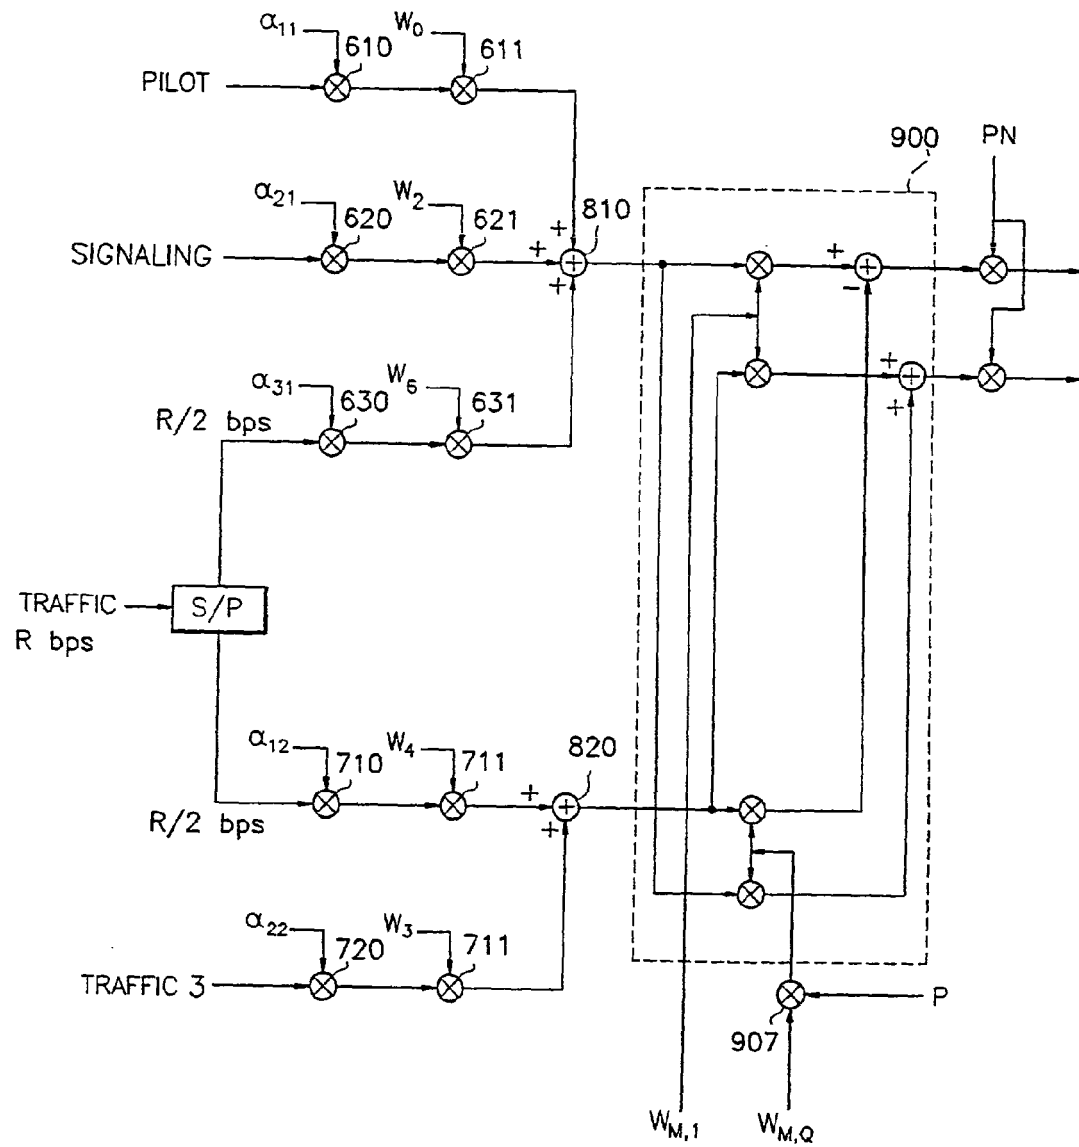 α11
W0
610
611
PILOT
900
PN
α21
W2
810
620
621
+
+
SIGNALING
+
+
−
+
+
α31
W6
R/2 bps
630
631
TRAFFIC
S/P
R bps
α12
W4
820
710
711
+
+
R/2 bps
α22
W3
720
711
TRAFFIC 3
P
907
WM,1
WM,Q